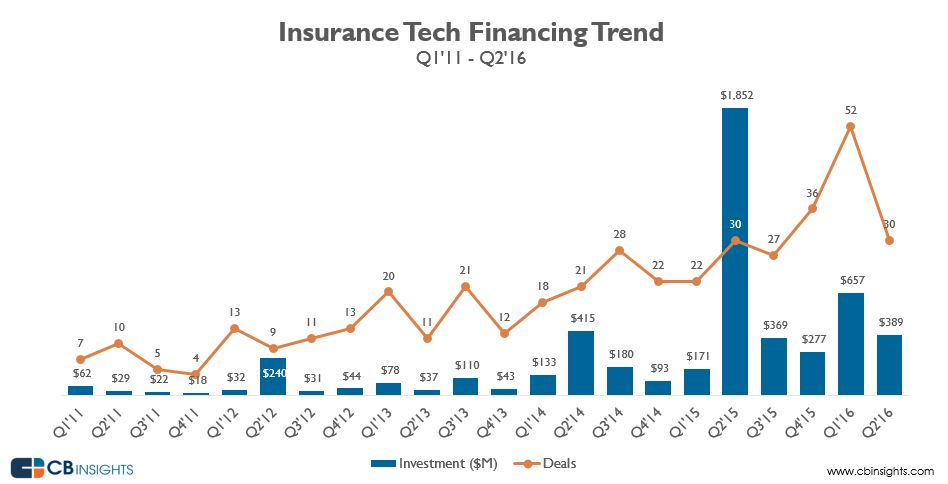 Insurance Tech Financing Trend
Q1'11 - Q2'16
$1,852
52
36
30
30
28
27
22
22
21
21
20
18
$657
13
13
12
11
11
10
9
7
5
4
$415
$389
$369
$277
$240
$180
$171
$133
$110
$93
$78
$62
$44
$43
$37
$32
$31
$29
$22
$18
Q1'11
Q2'11
Q3'11
Q4'11
Q1'12
Q2'12
Q3'12
Q4'12
Q1'13
Q2'13
Q3'13
Q4'13
Q1'14
Q2'14
Q3'14
Q4'14
Q1'15
Q2'15
Q3'15
Q4'15
Q1'16
Q2'16
Investment ($M)
Deals
CBINSIGHTS
www.cbinsights.com